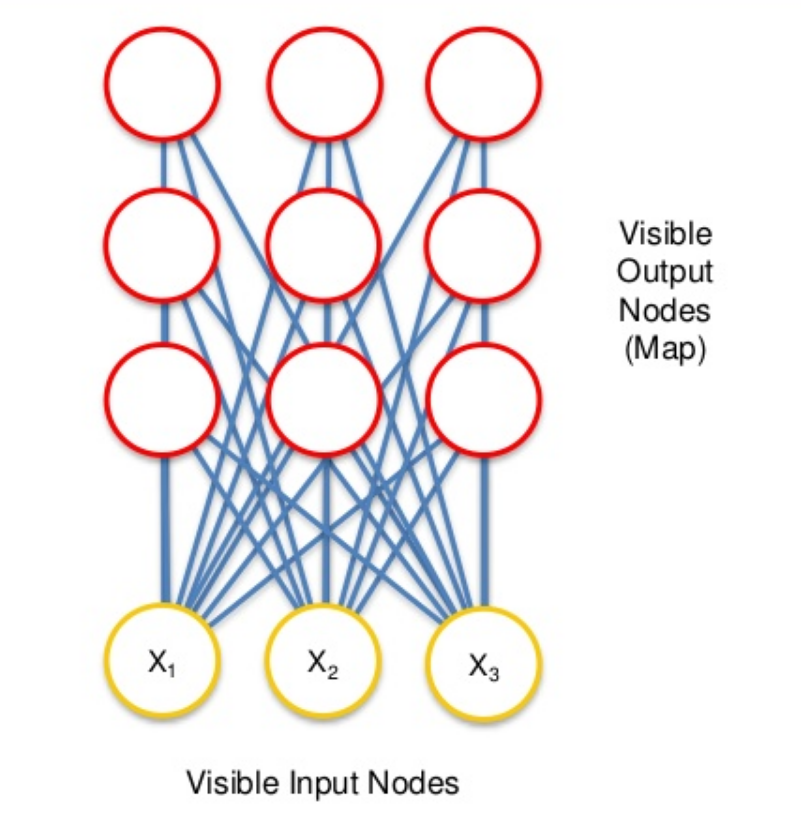 Visible
Output
Nodes
(Map)
X₁ X₂ X₃
Visible Input Nodes